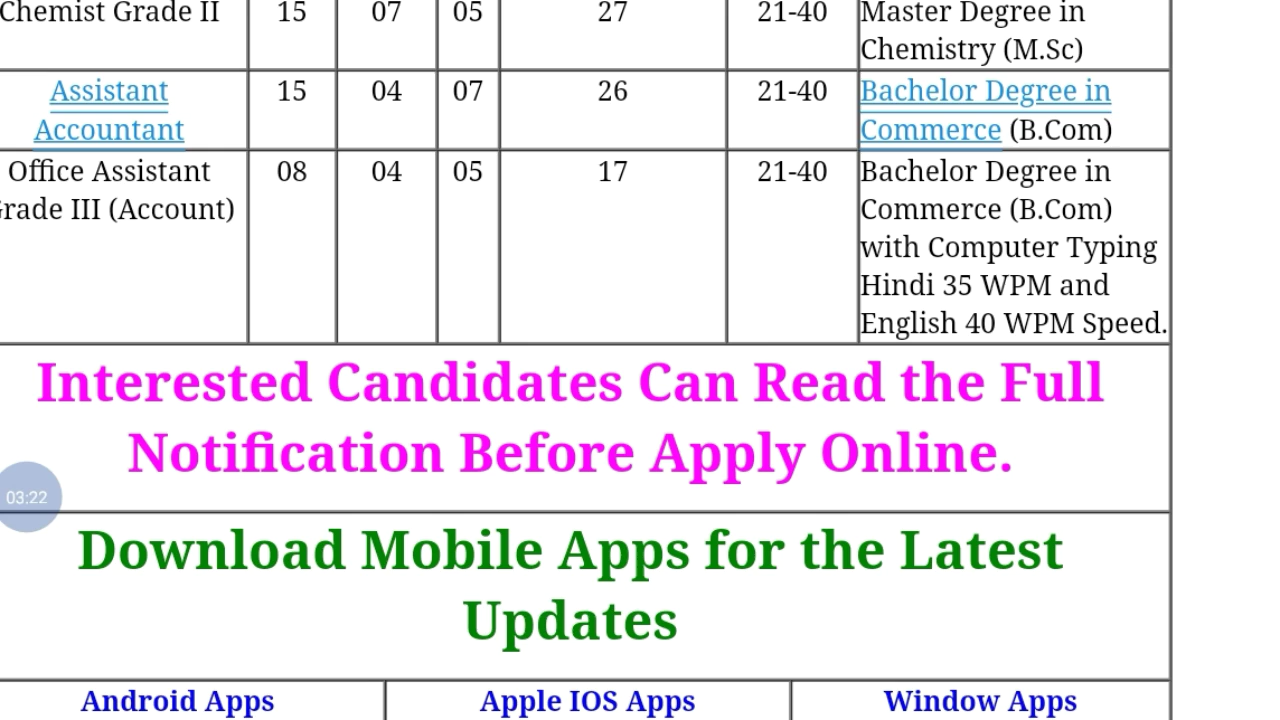 Chemist Grade II 15 07 05 27 21-40 Master Degree in
Chemistry (M.Sc)
Assistant 15 04 07 26 21-40 Bachelor Degree in
Accountant Commerce (B.Com)
Office Assistant 08 04 05 17 21-40 Bachelor Degree in
rade III (Account) Commerce (B.Com)
with Computer Typing
Hindi 35 WPM and
English 40 WPM Speed.
Interested Candidates Can Read the Full
Notification Before Apply Online.
03:22
Download Mobile Apps for the Latest
Updates
Android Apps Apple IOS Apps Window Apps